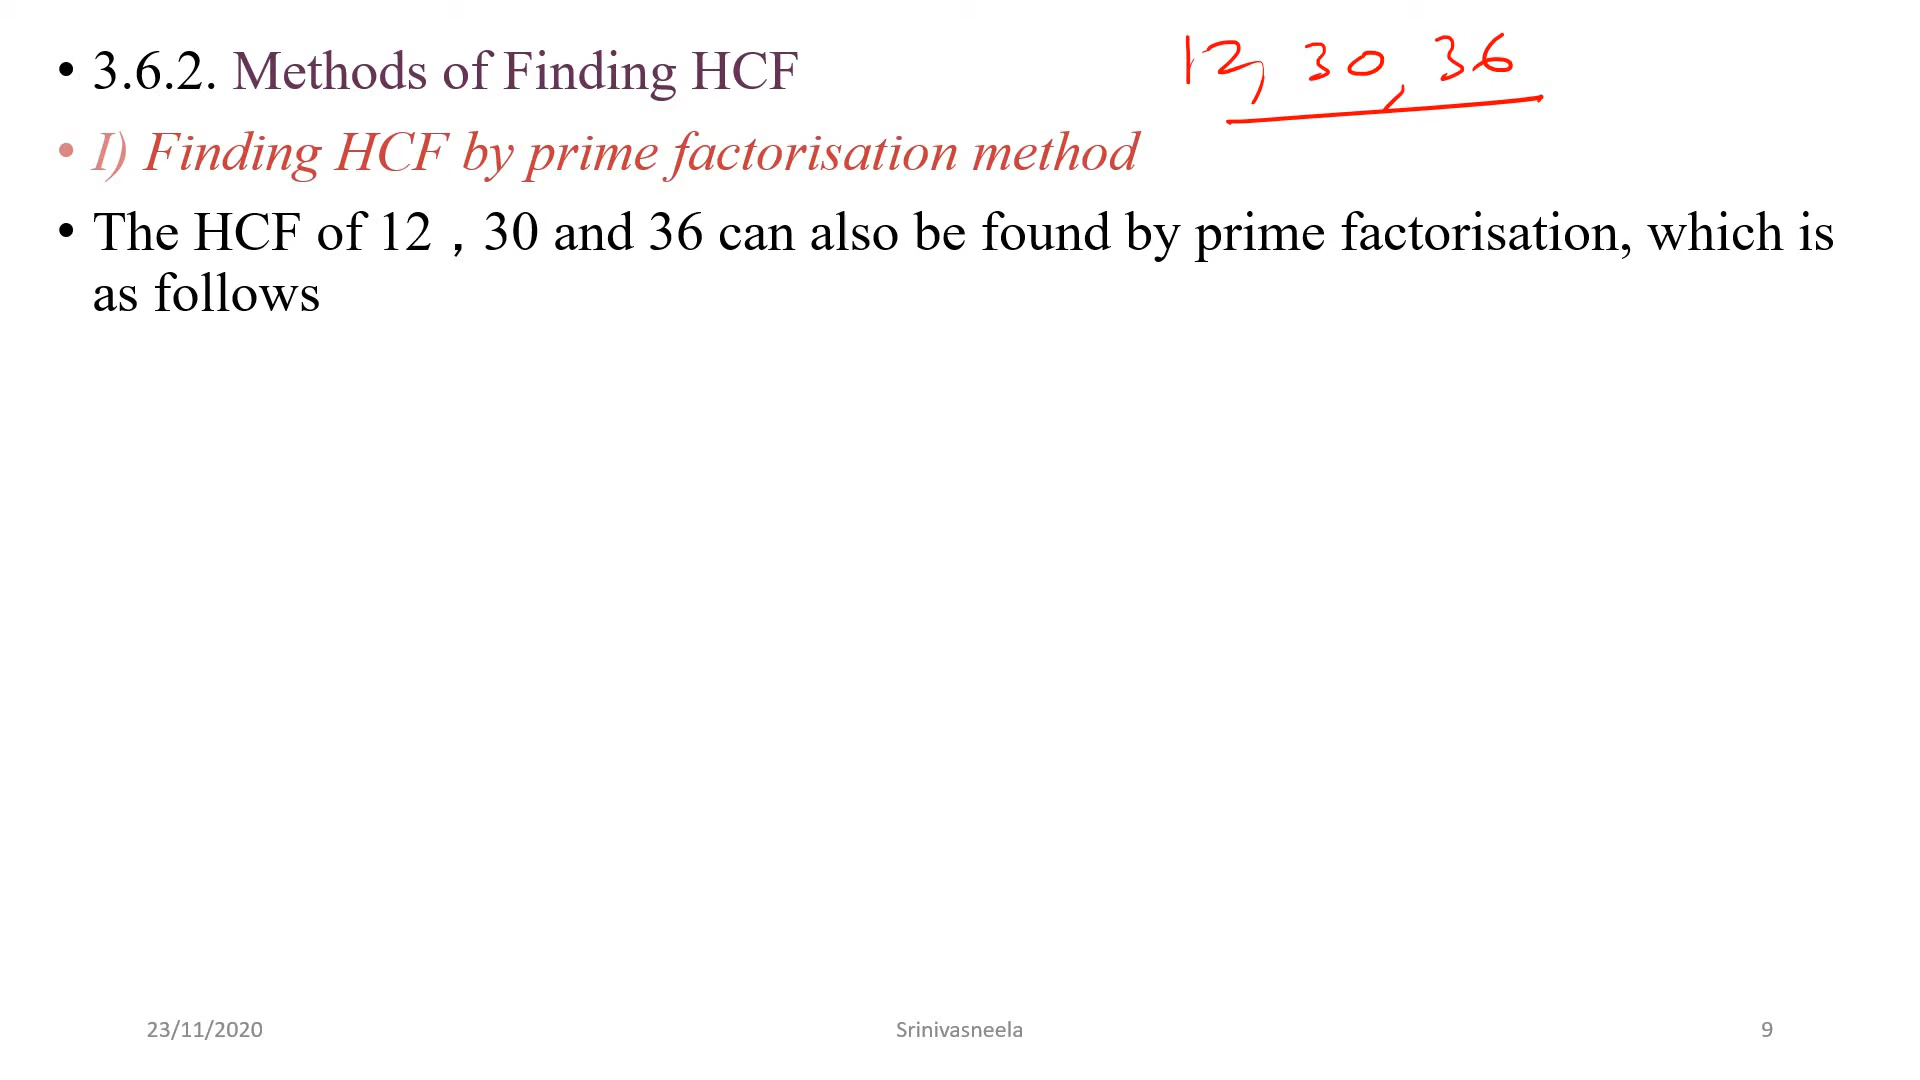 • 3.6.2. Methods of Finding HCF
12, 30, 36
• I) Finding HCF by prime factorisation method
• The HCF of 12 , 30 and 36 can also be found by prime factorisation, which is
as follows
23/11/2020
Srinivasneela
9